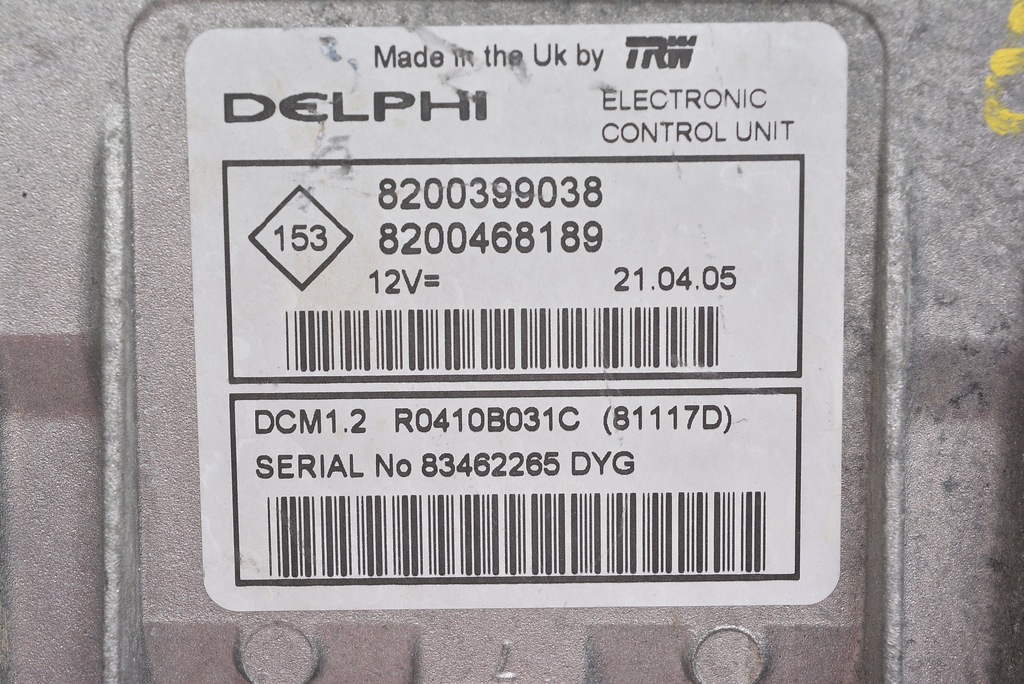 Made in the Uk by TRW
DELPHI
ELECTRONIC
CONTROL UNIT
153
8200399038
8200468189
12V=
21.04.05
DCM1.2 R0410B031C (81117D)
SERIAL No 83462265 DYG